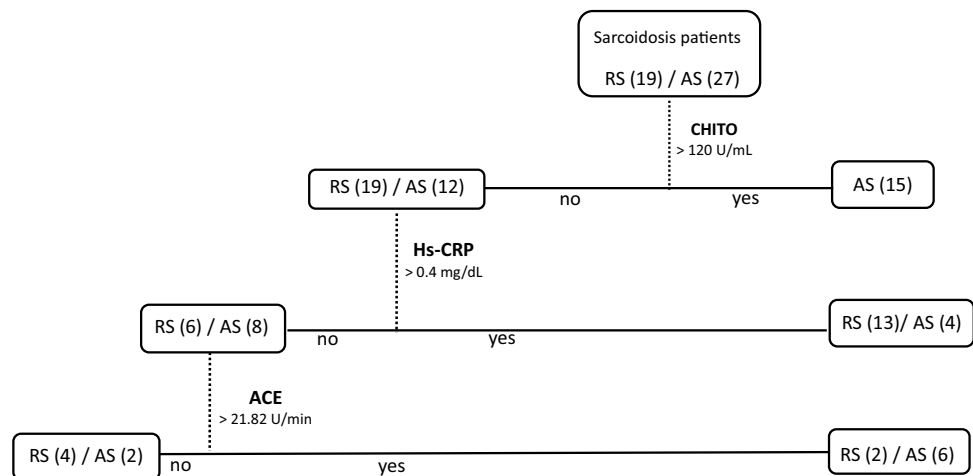 Sarcoidosis patients
RS (19) / AS (27)
CHITO
> 120 U/mL
RS (19) / AS (12)
no
yes
AS (15)
Hs-CRP
> 0.4 mg/dL
RS (6) / AS (8)
no
yes
RS (13)/ AS (4)
ACE
> 21.82 U/min
RS (4) / AS (2)
no
yes
RS (2) / AS (6)